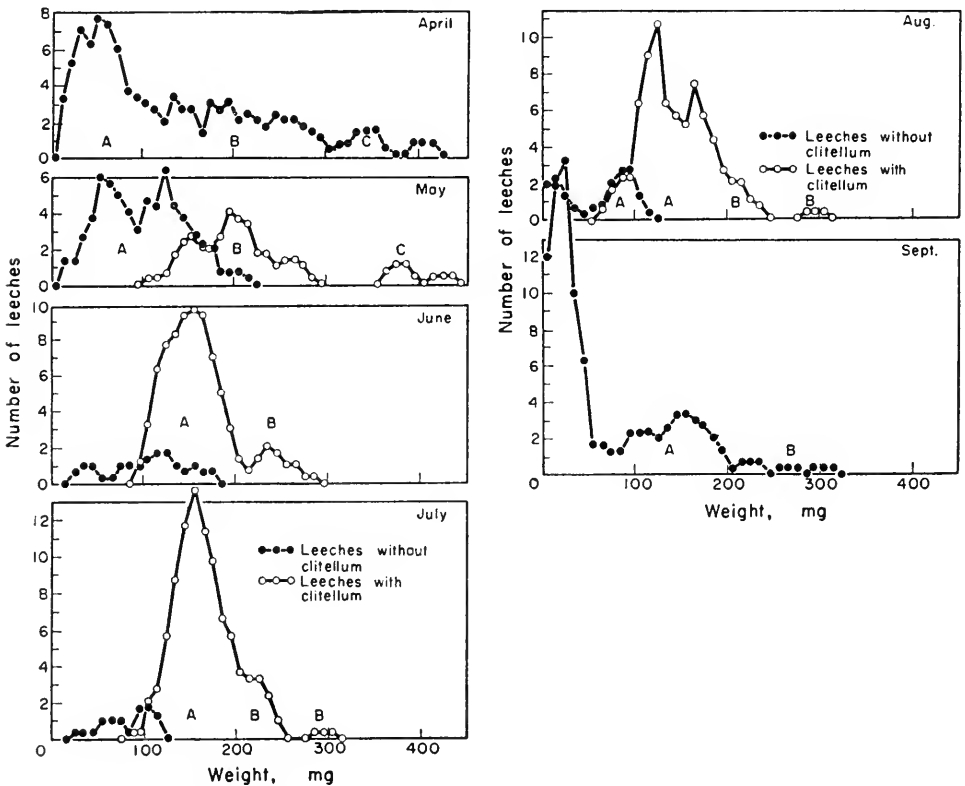 Number of leeches
8
6
4
2
0
April
A
B
C
6
4
2
0
May
A
B
C
10
8
6
4
2
0
June
A
B
12
10
8
6
4
2
0
July
Leeches without
clitellum
Leeches with
clitellum
A
B
B
100
200
300
400
Weight, mg
Number of leeches
10
8
6
4
2
0
Aug.
Leeches without
clitellum
Leeches with
clitellum
A
A
B
B
12
10
8
6
4
2
0
Sept.
A
B
100
200
300
400
Weight, mg